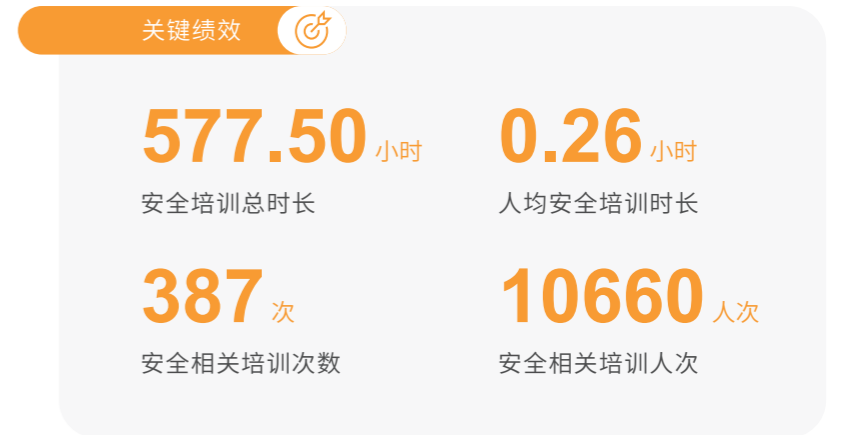 关键绩效
577.50 小时
安全培训总时长
0.26 小时
人均安全培训时长
387 次
安全相关培训次数
10660 人次
安全相关培训人次